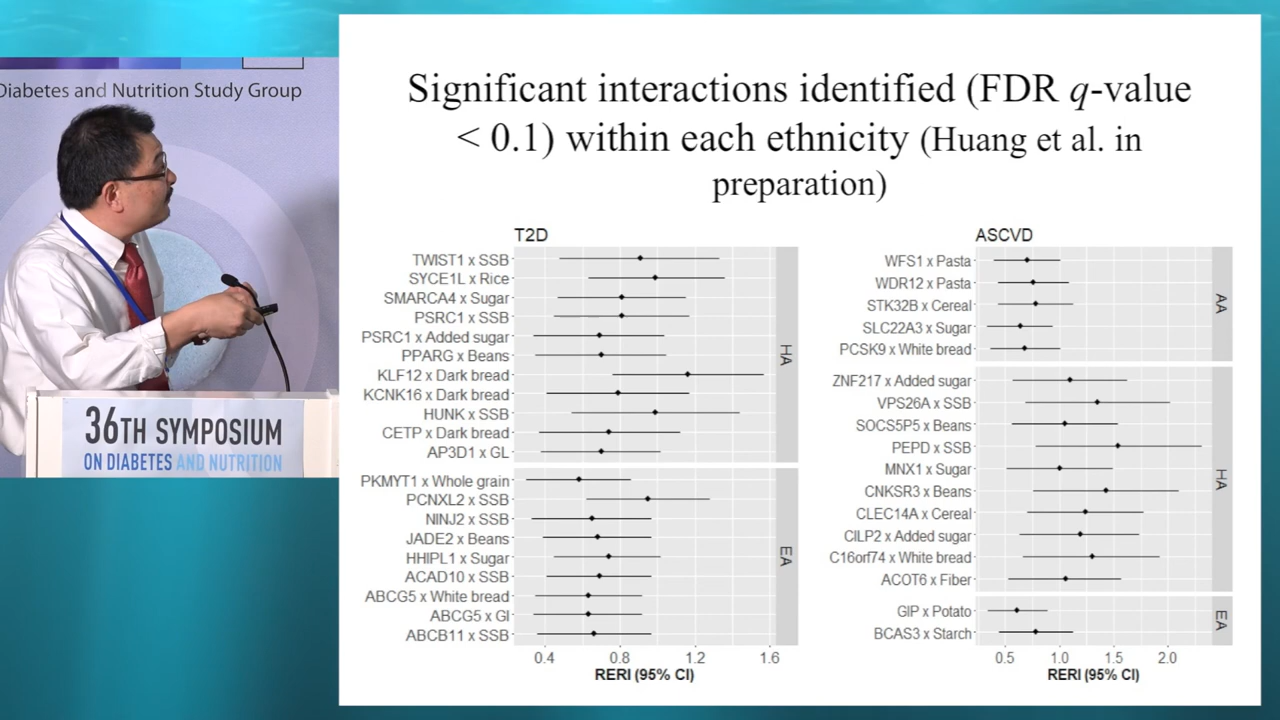 Diabetes and Nutrition Study Group
36TH SYMPOSIUM
ON DIABETES AND NUTRITION
Significant interactions identified (FDR q-value
< 0.1) within each ethnicity (Huang et al. in
preparation)
T2D
TWIST1 x SSB
SYCE1L x Rice
SMARCA4 x Sugar
PSRC1 x SSB
PSRC1 x Added sugar
PPARG x Beans
KLF12 x Dark bread
KCNK16 x Dark bread
HUNK x SSB
CETP x Dark bread
AP3D1 x GL
HA
PKMYT1 x Whole grain
PCNXL2 x SSB
NINJ2 x SSB
JADE2 x Beans
HHIPL1 x Sugar
ACAD10 x SSB
ABCG5 x White bread
ABCG5 x GI
ABCB11 x SSB
EA
0.4 0.8 1.2 1.6
RERI (95% CI)
ASCVD
WFS1 x Pasta
WDR12 x Pasta
STK32B x Cereal
SLC22A3 x Sugar
PCSK9 x White bread
AA
ZNF217 x Added sugar
VPS26A x SSB
SOCS5P5 x Beans
PEPD x SSB
MNX1 x Sugar
CNKSR3 x Beans
CLEC14A x Cereal
CILP2 x Added sugar
C16orf74 x White bread
ACOT6 x Fiber
HA
GIP x Potato
BCAS3 x Starch
EA
0.5 1.0 1.5 2.0
RERI (95% CI)